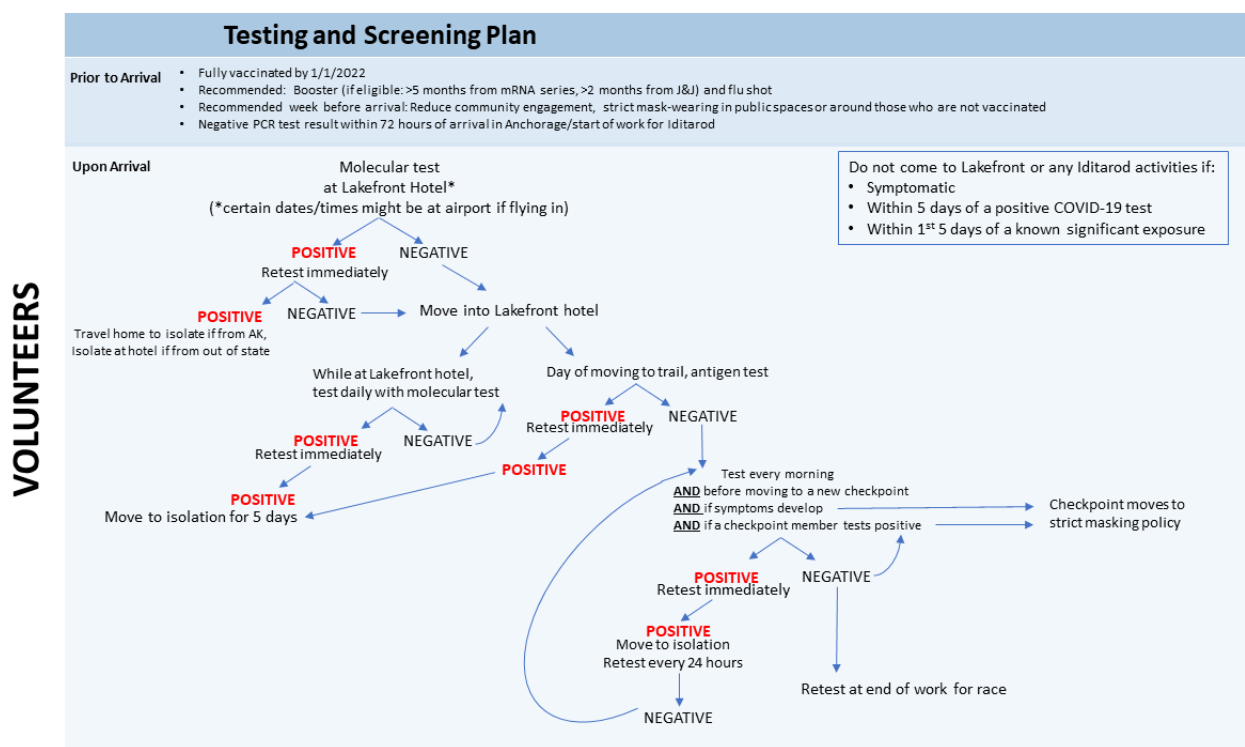 Testing and Screening Plan
VOLUNTEERS
Prior to Arrival
• Fully vaccinated by 1/1/2022
• Recommended: Booster (if eligible: >5 months from mRNA series, >2 months from J&J) and flu shot
• Recommended week before arrival: Reduce community engagement, strict mask-wearing in public spaces or around those who are not vaccinated
• Negative PCR test result within 72 hours of arrival in Anchorage/start of work for Iditarod
Upon Arrival
Molecular test
at Lakefront Hotel*
(*certain dates/times might be at airport if flying in)
Do not come to Lakefront or any Iditarod activities if:
• Symptomatic
• Within 5 days of a positive COVID-19 test
• Within 1st 5 days of a known significant exposure
POSITIVE
Retest immediately
NEGATIVE
POSITIVE
Travel home to isolate if from AK,
Isolate at hotel if from out of state
NEGATIVE
Move into Lakefront hotel
While at Lakefront hotel,
test daily with molecular test
POSITIVE
Retest immediately
NEGATIVE
POSITIVE
Move to isolation for 5 days
Day of moving to trail, antigen test
POSITIVE
Retest immediately
NEGATIVE
POSITIVE
Test every morning
AND before moving to a new checkpoint
AND if symptoms develop
AND if a checkpoint member tests positive
Checkpoint moves to
strict masking policy
POSITIVE
Retest immediately
NEGATIVE
POSITIVE
Move to isolation
Retest every 24 hours
NEGATIVE
Retest at end of work for race